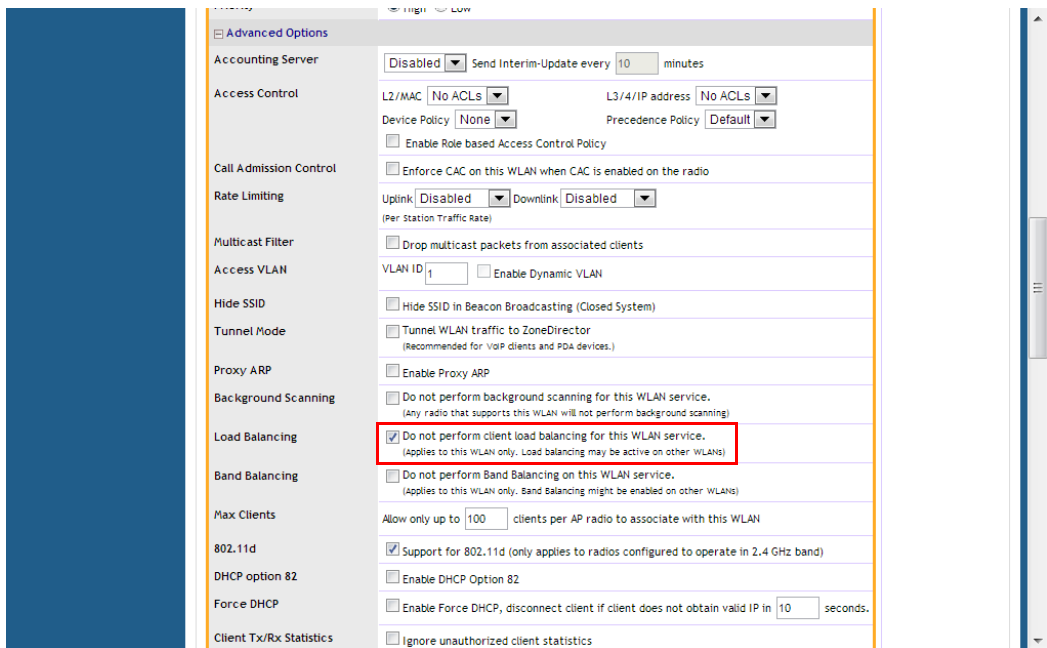 Priority High Low
Advanced Options
Accounting Server Disabled Send Interim-Update every 10 minutes
Access Control L2/MAC No ACLs L3/4/IP address No ACLs
Device Policy None Precedence Policy Default
Enable Role based Access Control Policy
Call Admission Control Enforce CAC on this WLAN when CAC is enabled on the radio
Rate Limiting Uplink Disabled Downlink Disabled
(Per Station Traffic Rate)
Multicast Filter Drop multicast packets from associated clients
Access VLAN VLAN ID 1 Enable Dynamic VLAN
Hide SSID Hide SSID in Beacon Broadcasting (Closed System)
Tunnel Mode Tunnel WLAN traffic to ZoneDirector
(Recommended for VoIP clients and PDA devices.)
Proxy ARP Enable Proxy ARP
Background Scanning Do not perform background scanning for this WLAN service.
(Any radio that supports this WLAN will not perform background scanning)
Load Balancing Do not perform client load balancing for this WLAN service.
(Applies to this WLAN only. Load balancing may be active on other WLANs)
Band Balancing Do not perform Band Balancing on this WLAN service.
(Applies to this WLAN only. Band Balancing might be enabled on other WLANs)
Max Clients Allow only up to 100 clients per AP radio to associate with this WLAN
802.11d Support for 802.11d (only applies to radios configured to operate in 2.4 GHz band)
DHCP option 82 Enable DHCP Option 82
Force DHCP Enable Force DHCP, disconnect client if client does not obtain valid IP in 10 seconds.
Client Tx/Rx Statistics Ignore unauthorized client statistics